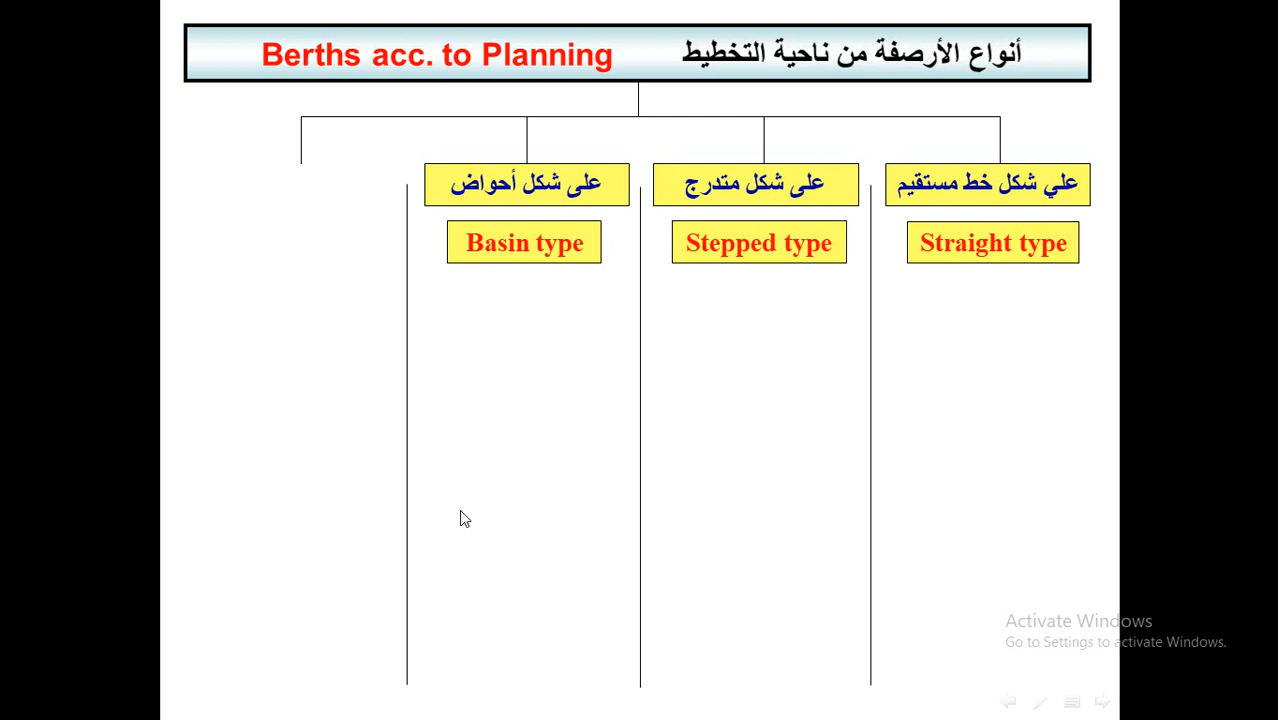 أنواع الأرصفة من ناحية التخطيط Berths acc. to Planning
علي شكل خط مستقيم
على شكل متدرج
على شكل أحواض
Straight type
Stepped type
Basin type
Activate Windows
Go to Settings to activate Windows.